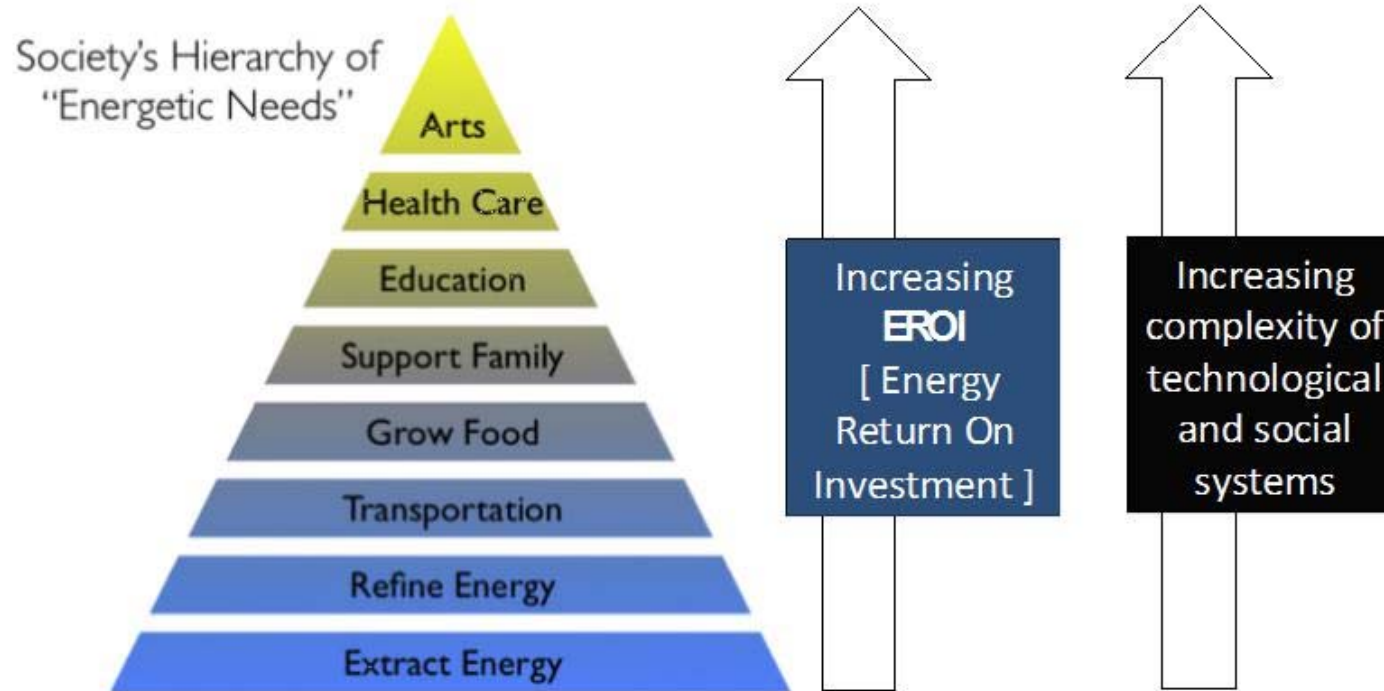 Society's Hierarchy of
"Energetic Needs"
Arts
Health Care
Education
Support Family
Grow Food
Transportation
Refine Energy
Extract Energy
Increasing
EROI
[ Energy
Return On
Investment ]
Increasing
complexity of
technological
and social
systems